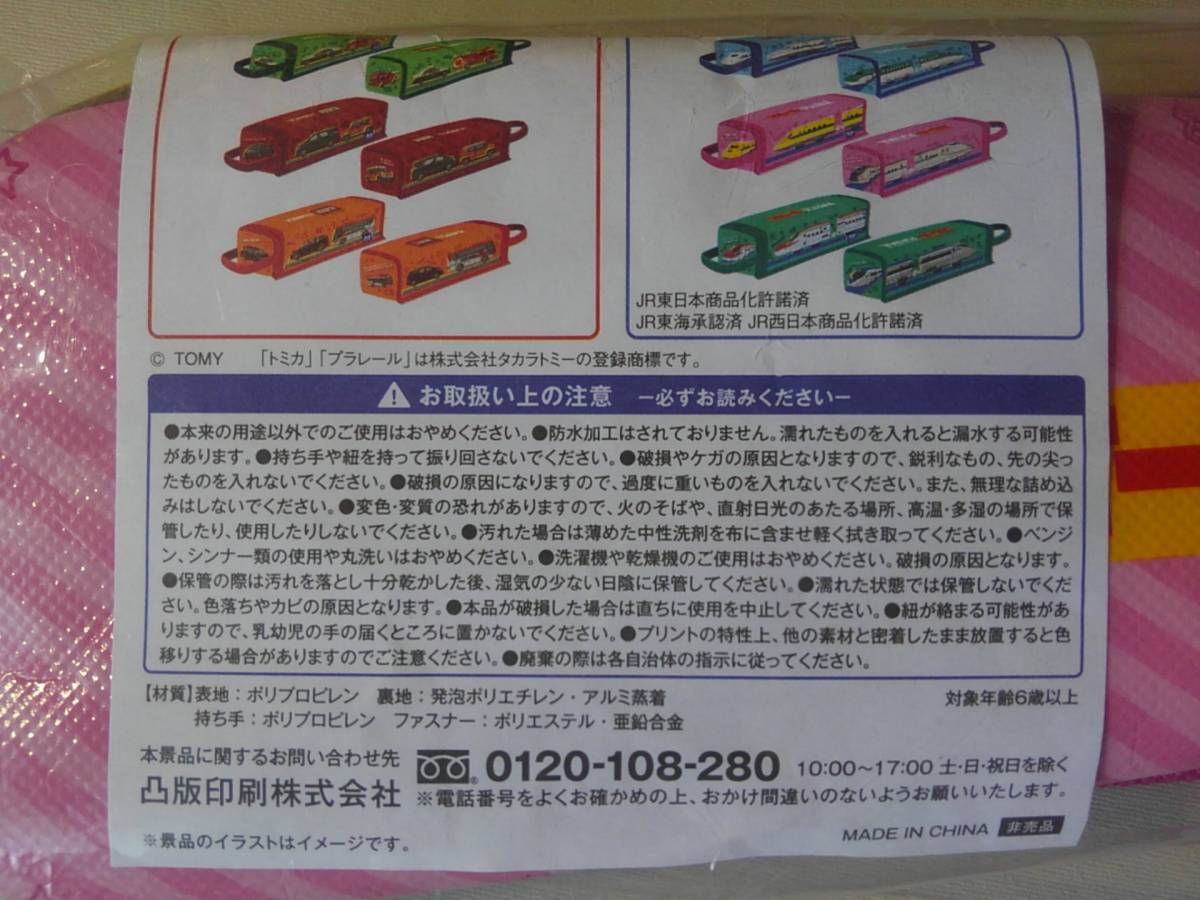 JR東日本商品化許諾済
JR東海承認済 JR西日本商品化許諾済
© TOMY 「トミカ」「プラレール」は株式会社タカラトミーの登録商標です。
お取扱い上の注意 −必ずお読みください−
●本来の用途以外でのご使用はおやめください。●防水加工はされておりません。濡れたものを入れると漏水する可能性
があります。●持ち手や紐を持って振り回さないでください。●破損やケガの原因となりますので、鋭利なもの、先の尖っ
たものを入れないでください。●破損の原因になりますので、過度に重いものを入れないでください。また、無理な詰め込
みはしないでください。●変色・変質の恐れがありますので、火のそばや、直射日光のあたる場所、高温・多湿の場所で保
管したり、使用したりしないでください。●汚れた場合は薄めた中性洗剤を布に含ませ軽く拭き取ってください。●ベンジ
ン、シンナー類の使用や丸洗いはおやめください。●洗濯機や乾燥機のご使用はおやめください。破損の原因となります。
●保管の際は汚れを落とし十分乾かした後、湿気の少ない日陰に保管してください。●濡れた状態では保管しないでくだ
さい。色落ちやカビの原因となります。●本品が破損した場合は直ちに使用を中止してください。●紐が絡まる可能性があ
りますので、乳幼児の手の届くところに置かないでください。●プリントの特性上、他の素材と密着したまま放置すると色
移りする場合がありますのでご注意ください。●廃棄の際は各自治体の指示に従ってください。
【材質】表地：ポリプロピレン 裏地：発泡ポリエチレン・アルミ蒸着 対象年齢6歳以上
持ち手：ポリプロピレン ファスナー：ポリエステル・亜鉛合金
本景品に関するお問い合わせ先
凸版印刷株式会社
0120-108-280 10:00〜17:00 土・日・祝日を除く
※電話番号をよくお確かめの上、おかけ間違いのないようお願いいたします。
※景品のイラストはイメージです。
MADE IN CHINA 非売品